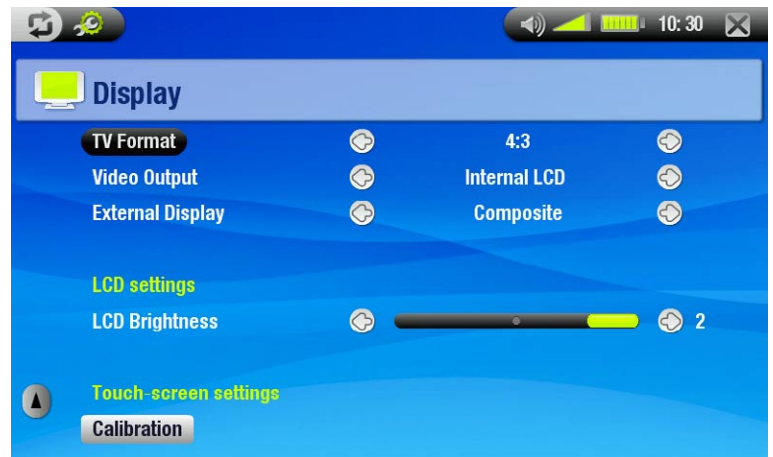 10:30
Display
TV Format 4:3
Video Output Internal LCD
External Display Composite
LCD settings
LCD Brightness 2
Touch-screen settings
Calibration